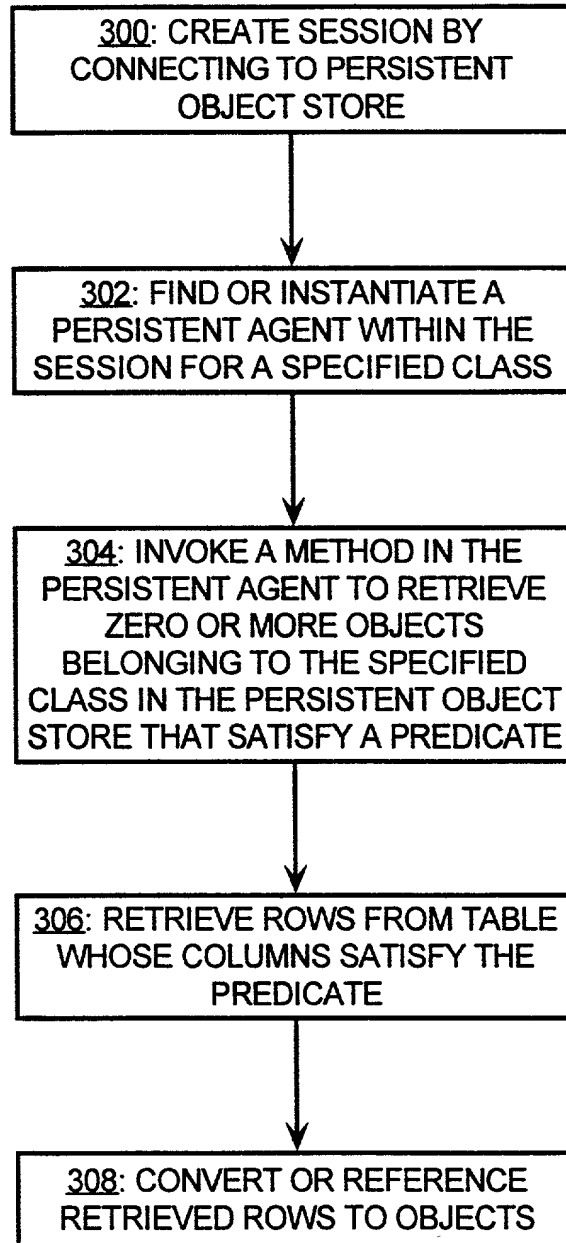 300: CREATE SESSION BY
CONNECTING TO PERSISTENT
OBJECT STORE
302: FIND OR INSTANTIATE A
PERSISTENT AGENT WITHIN THE
SESSION FOR A SPECIFIED CLASS
304: INVOKE A METHOD IN THE
PERSISTENT AGENT TO RETRIEVE
ZERO OR MORE OBJECTS
BELONGING TO THE SPECIFIED
CLASS IN THE PERSISTENT OBJECT
STORE THAT SATISFY A PREDICATE
306: RETRIEVE ROWS FROM TABLE
WHOSE COLUMNS SATISFY THE
PREDICATE
308: CONVERT OR REFERENCE
RETRIEVED ROWS TO OBJECTS